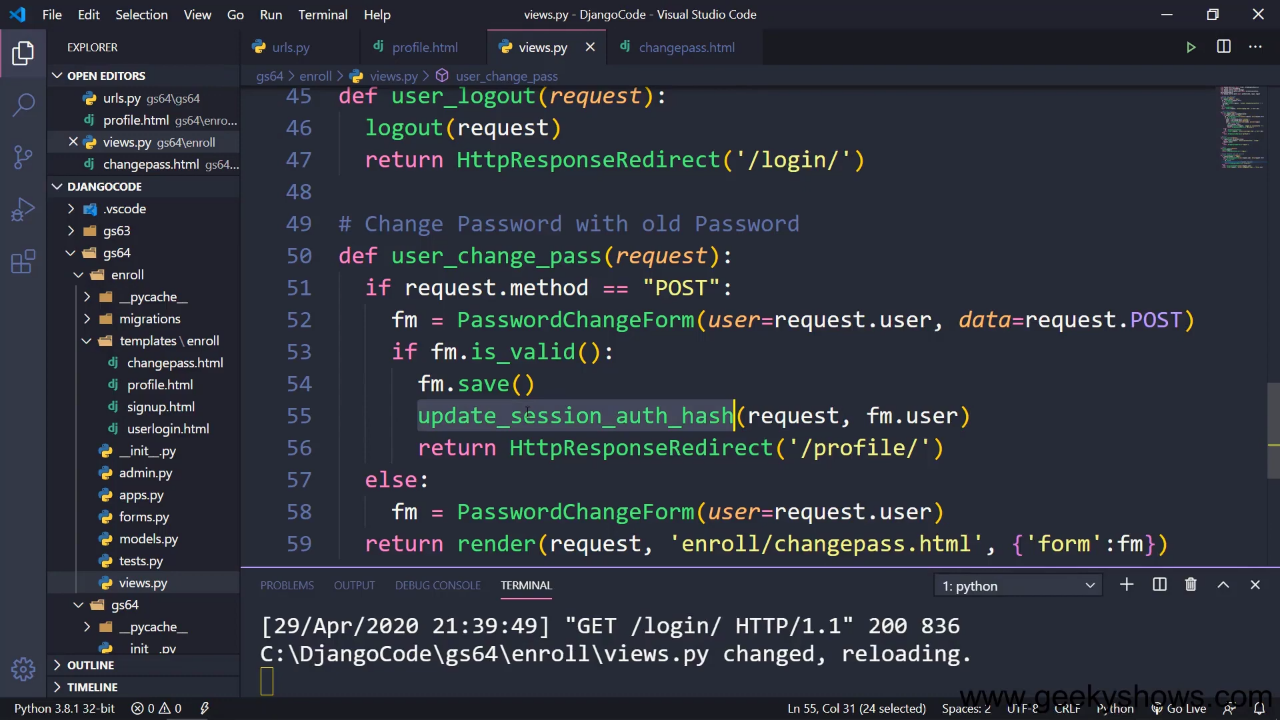 File Edit Selection View Go Run Terminal Help
views.py - DjangoCode - Visual Studio Code
EXPLORER
OPEN EDITORS
urls.py gs64\gs64
profile.html gs64\enro...
views.py gs64\enroll
changepass.html gs64...
DJANGOCODE
.vscode
gs63
gs64
enroll
__pycache__
migrations
templates \ enroll
changepass.html
profile.html
signup.html
userlogin.html
__init__.py
admin.py
apps.py
forms.py
models.py
tests.py
views.py
gs64
__pycache__
__init__.py
OUTLINE
TIMELINE
urls.py profile.html views.py changepass.html
gs64 > enroll > views.py > user_change_pass
45 def user_logout(request):
46 logout(request)
47 return HttpResponseRedirect('/login/')
48
49 # Change Password with old Password
50 def user_change_pass(request):
51 if request.method == "POST":
52 fm = PasswordChangeForm(user=request.user, data=request.POST)
53 if fm.is_valid():
54 fm.save()
55 update_session_auth_hash(request, fm.user)
56 return HttpResponseRedirect('/profile/')
57 else:
58 fm = PasswordChangeForm(user=request.user)
59 return render(request, 'enroll/changepass.html', {'form':fm})
PROBLEMS OUTPUT DEBUG CONSOLE TERMINAL 1: python
[29/Apr/2020 21:39:49] "GET /login/ HTTP/1.1" 200 836
C:\DjangoCode\gs64\enroll\views.py changed, reloading.
www.geekyshows.com
Python 3.8.1 32-bit 0 0 Ln 55, Col 31 (24 selected) Spaces: 2 UTF-8 CRLF Python Go Live